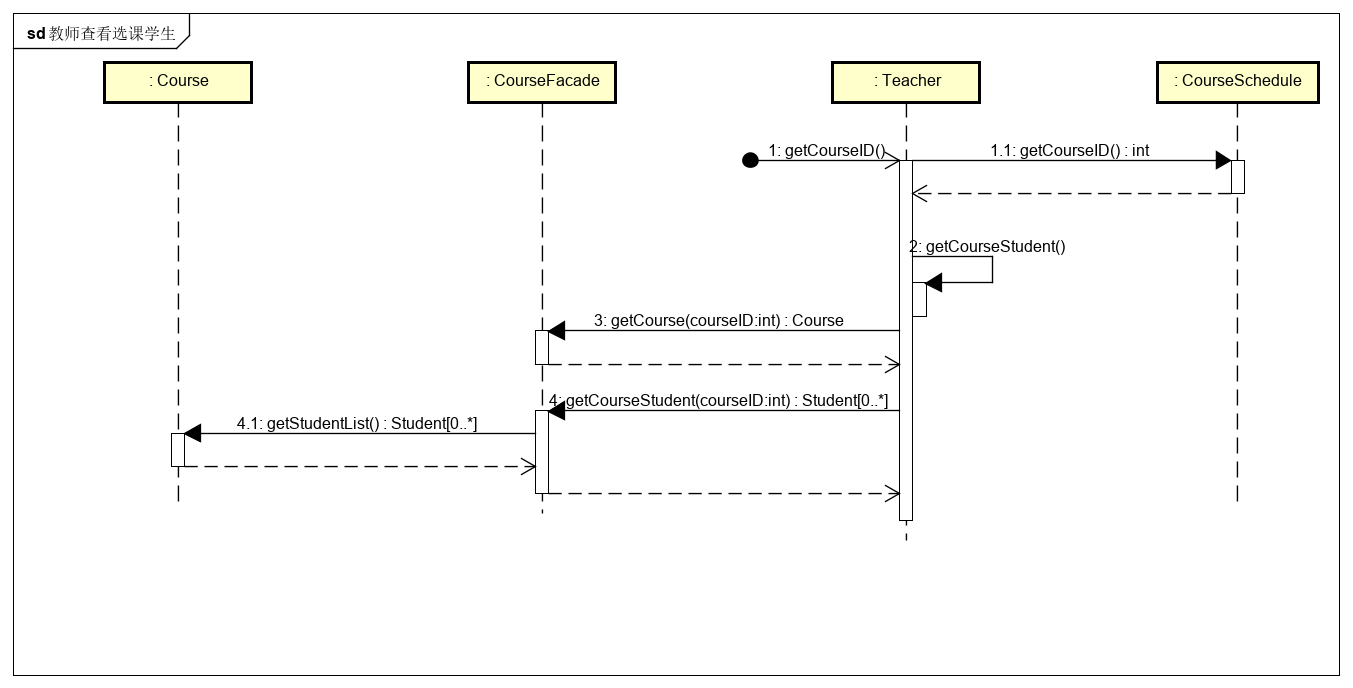 sd 教师查看选课学生
: Course
: CourseFacade
: Teacher
: CourseSchedule
1: getCourseID()
1.1: getCourseID() : int
2: getCourseStudent()
3: getCourse(courseID:int) : Course
4: getCourseStudent(courseID:int) : Student[0..*]
4.1: getStudentList() : Student[0..*]